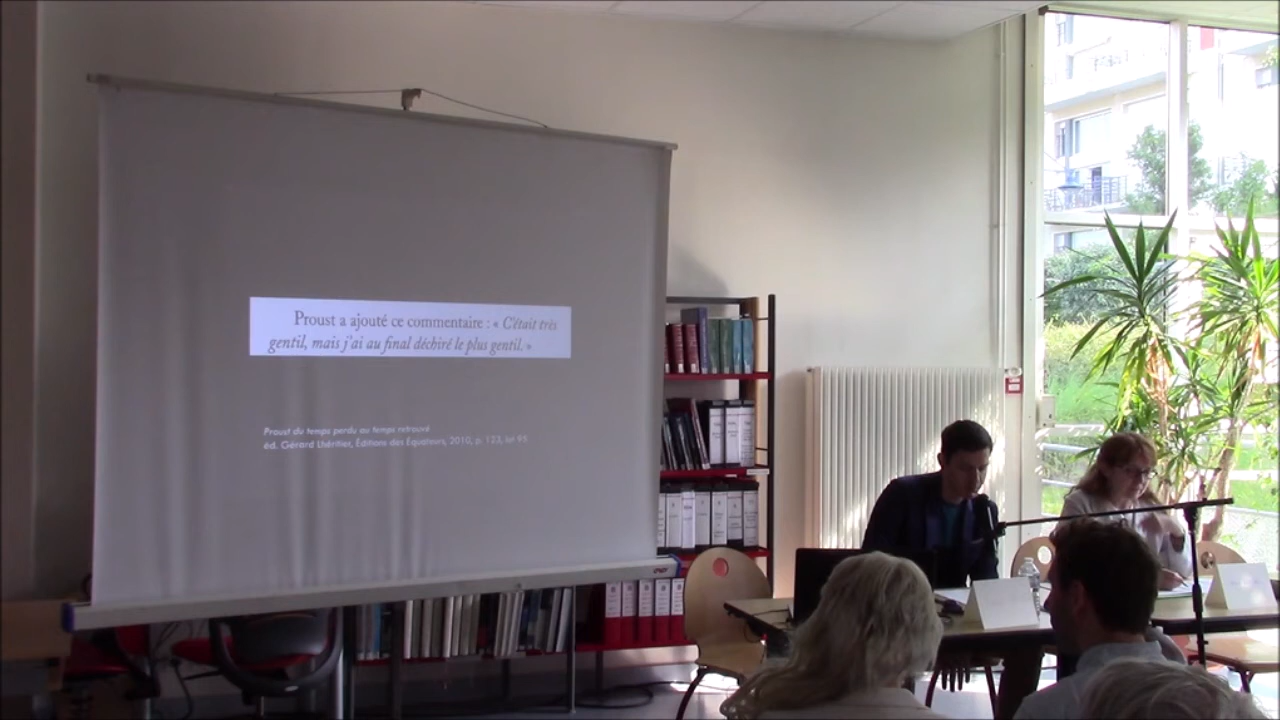 Proust a ajouté ce commentaire : « C'était très
gentil, mais j'ai au final déchiré le plus gentil. »
Proust du temps perdu au temps retrouvé
éd. Gérard Lhéritier, Éditions des Équateurs, 2010, p. 123, let 95